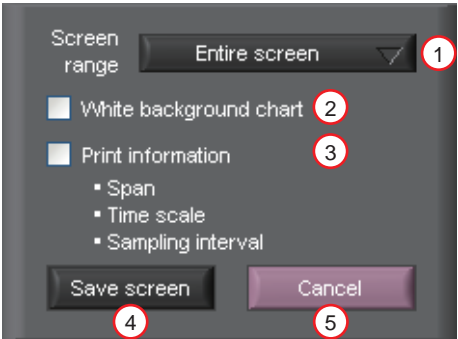 Screen
range
Entire screen
1
White background chart
2
Print information
3
▪ Span
▪ Time scale
▪ Sampling interval
Save screen
Cancel
4
5